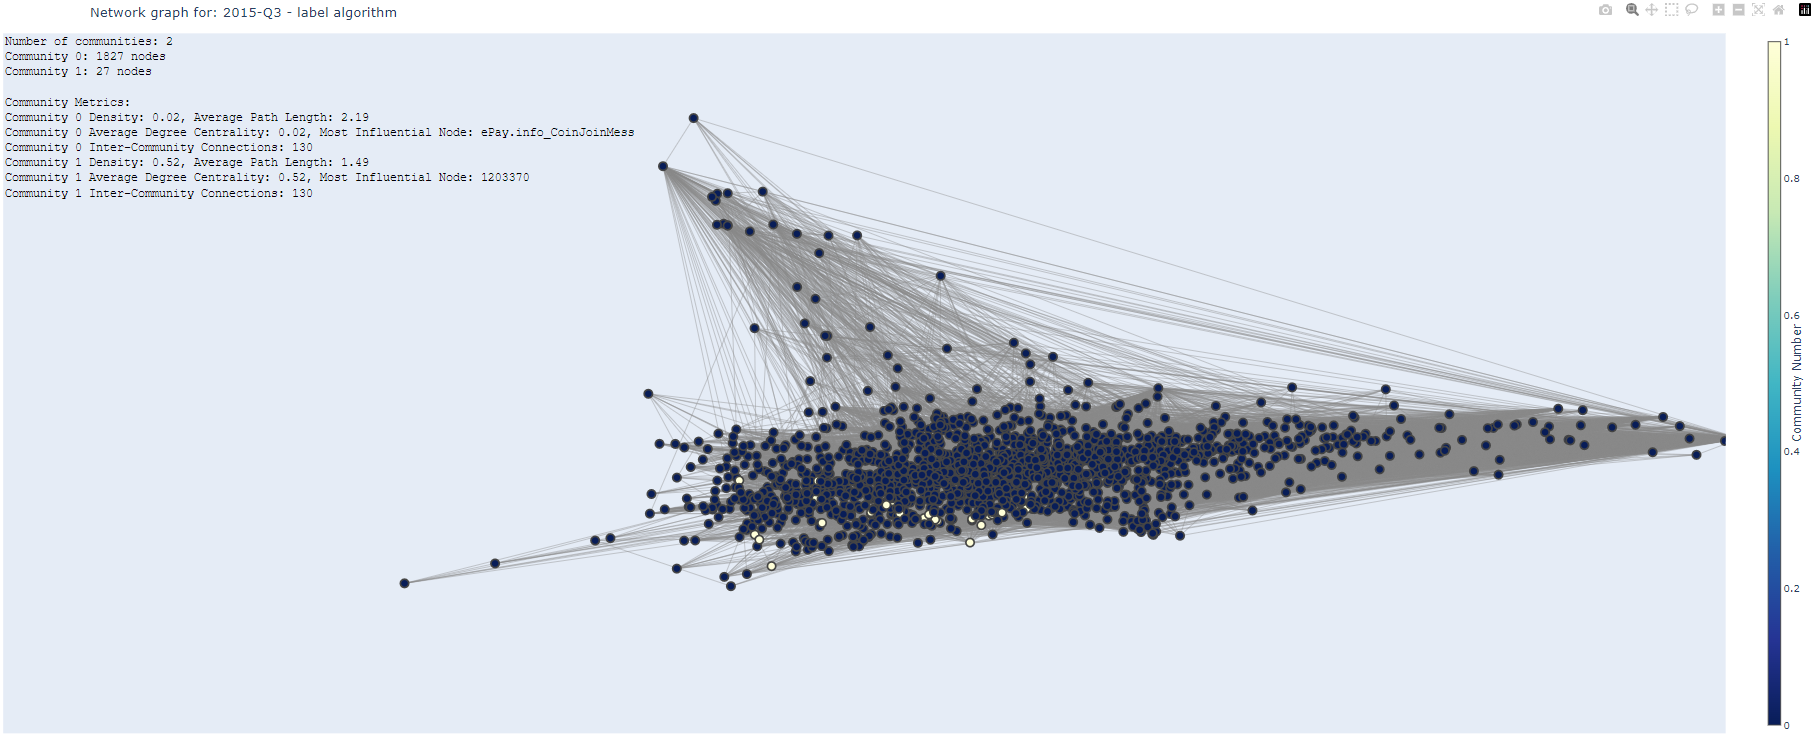 Network graph for: 2015-Q3 - label algorithm
Number of communities: 2
Community 0: 1827 nodes
Community 1: 27 nodes
Community Metrics:
Community 0 Density: 0.02, Average Path Length: 2.19
Community 0 Average Degree Centrality: 0.02, Most Influential Node: ePay.info_CoinJoinMess
Community 0 Inter-Community Connections: 130
Community 1 Density: 0.52, Average Path Length: 1.49
Community 1 Average Degree Centrality: 0.52, Most Influential Node: 1203370
Community 1 Inter-Community Connections: 130
1
0.8
0.6
0.4
0.2
0
Community Number